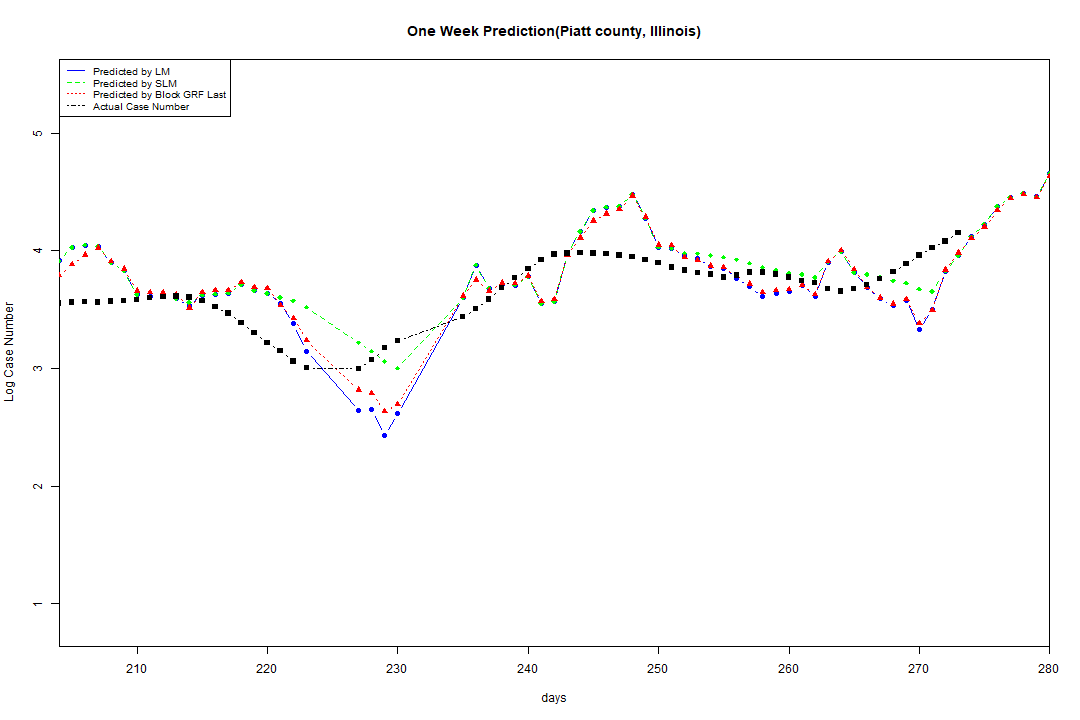 One Week Prediction(Piatt county, Illinois)
Predicted by LM
Predicted by SLM
Predicted by Block GRF Last
Actual Case Number
Log Case Number
5
4
3
2
1
210 220 230 240 250 260 270 280
days